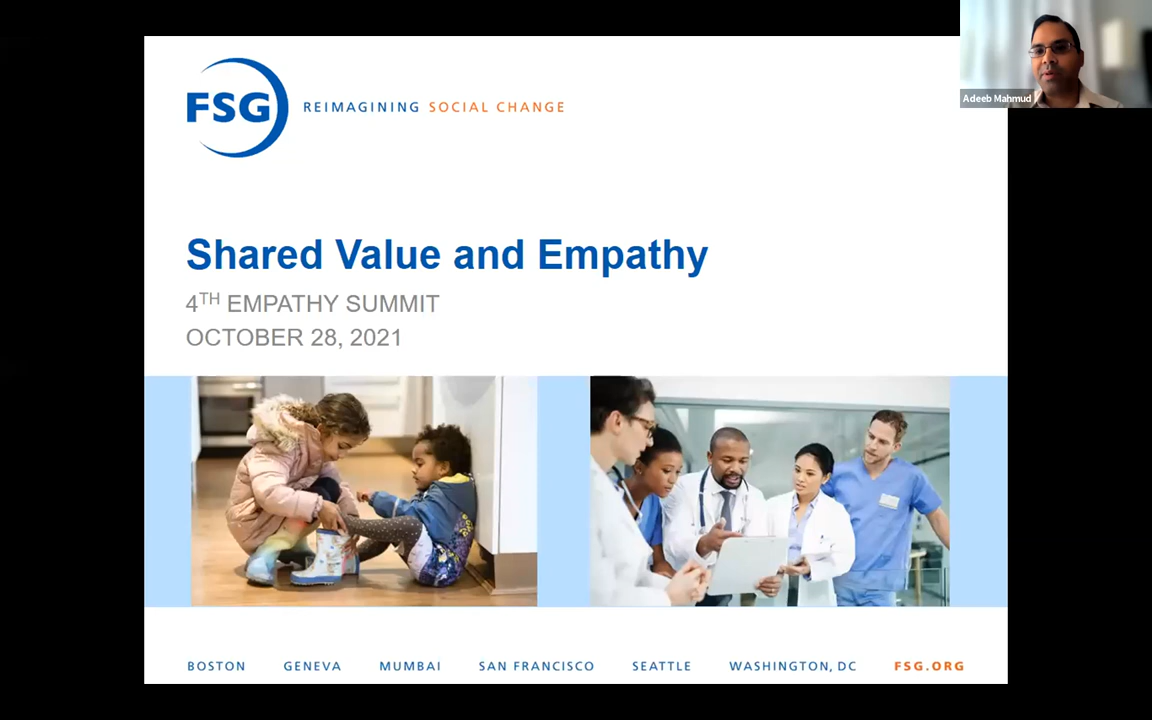 Adeeb Mahmud
FSG
REIMAGINING SOCIAL CHANGE
Shared Value and Empathy
4TH EMPATHY SUMMIT
OCTOBER 28, 2021
BOSTON GENEVA MUMBAI SAN FRANCISCO SEATTLE WASHINGTON, DC FSG.ORG